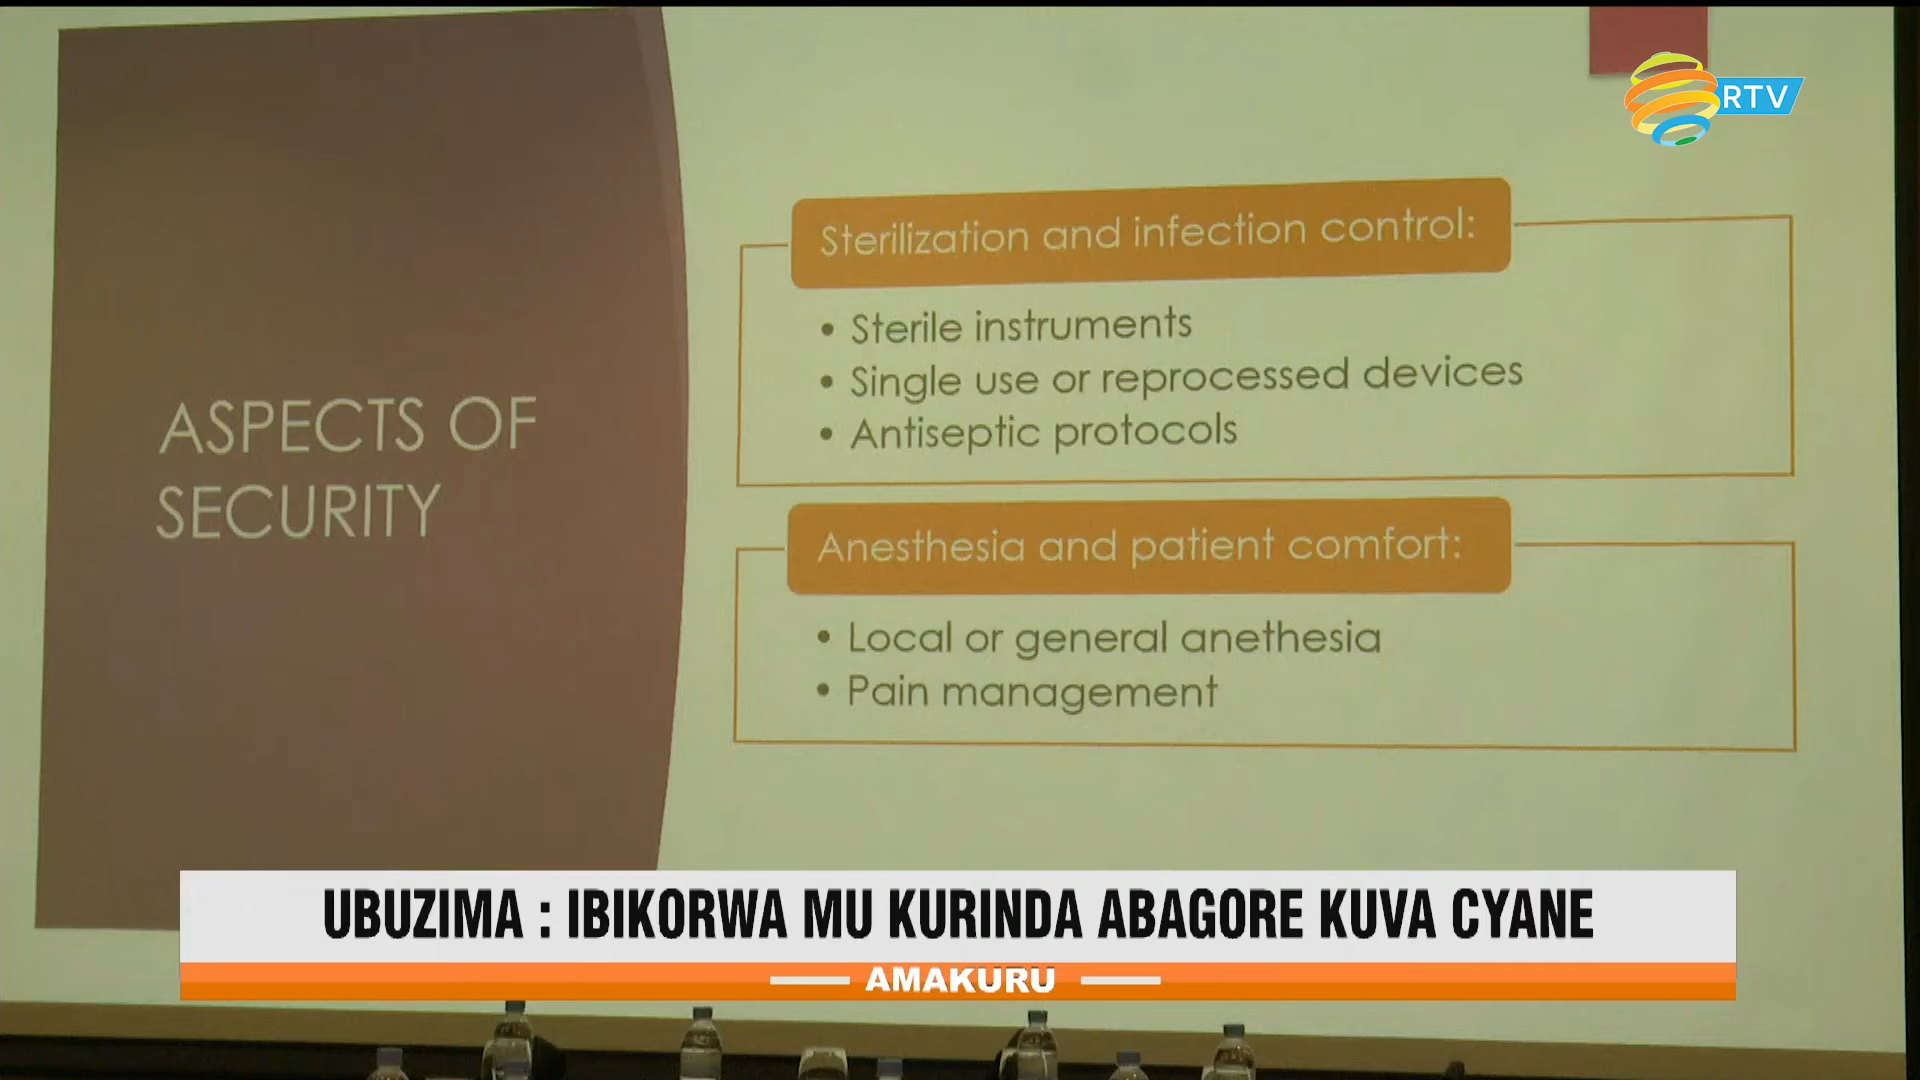 RTV
ASPECTS OF
SECURITY
Sterilization and infection control:
• Sterile instruments
• Single use or reprocessed devices
• Antiseptic protocols
Anesthesia and patient comfort:
• Local or general anethesia
• Pain management
UBUZIMA : IBIKORWA MU KURINDA ABAGORE KUVA CYANE
AMAKURU